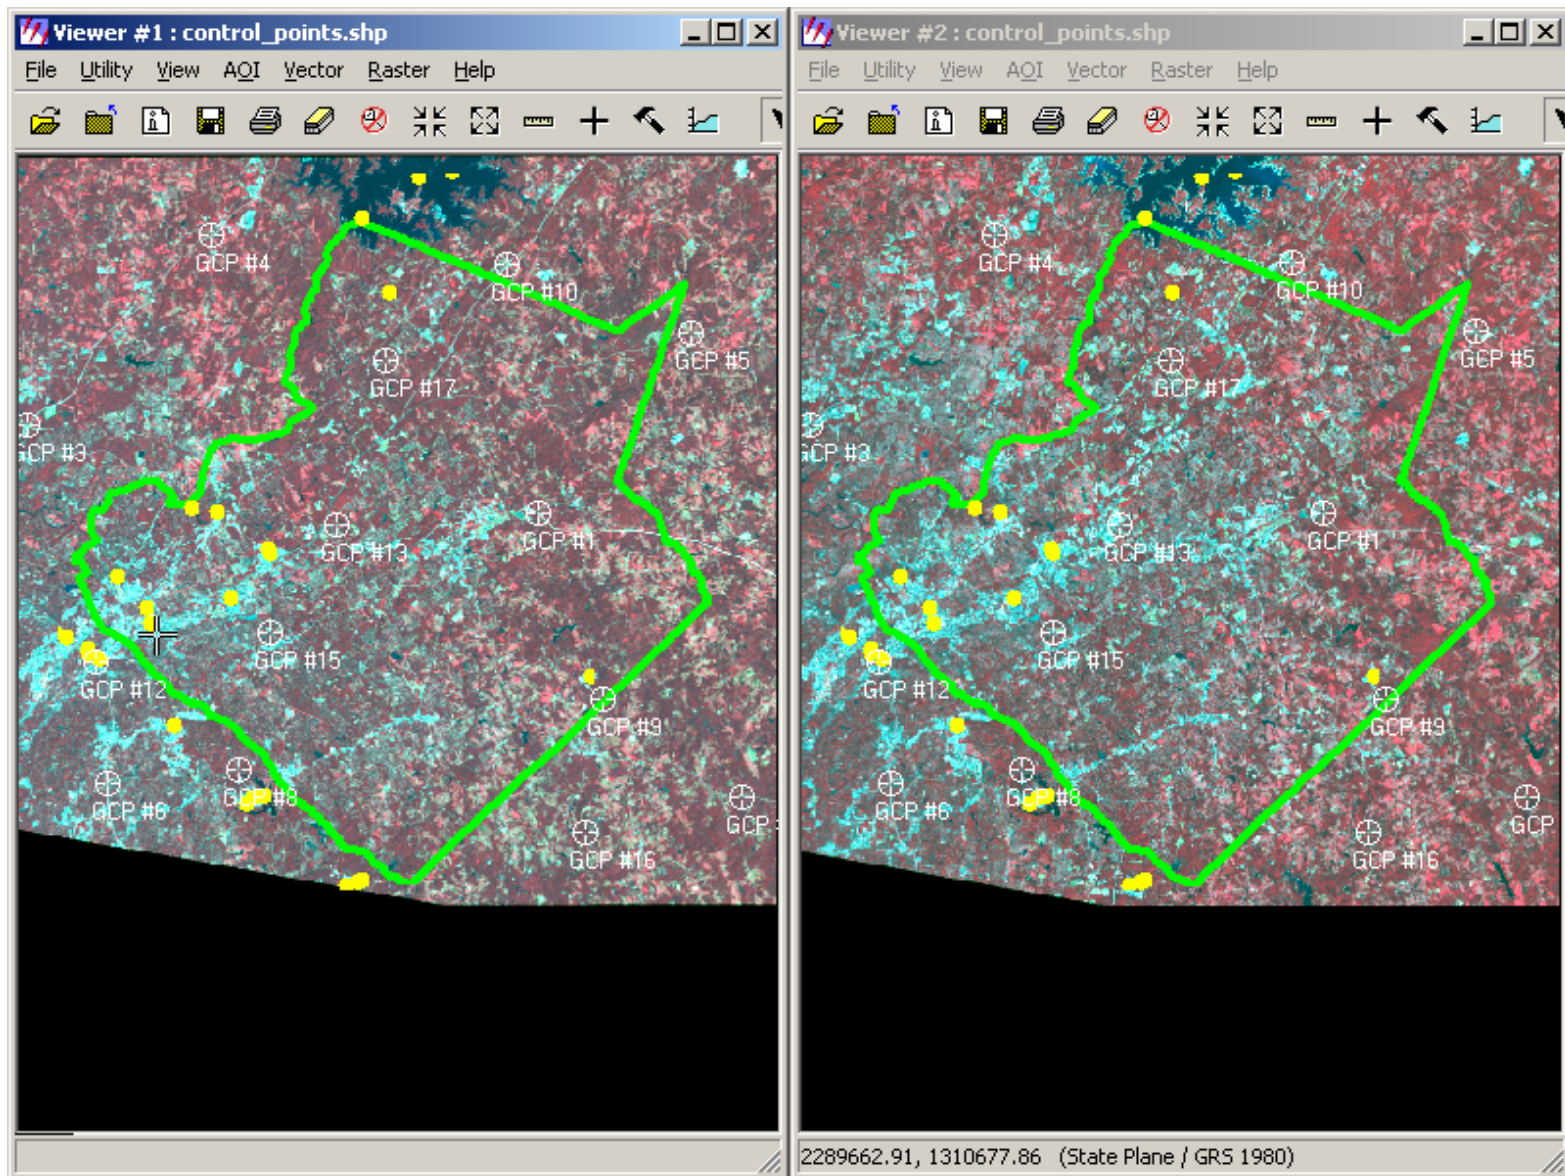 Viewer #1 : control_points.shp
File Utility View AOI Vector Raster Help
GCP #4
GCP #10
GCP #5
GCP #17
GCP #3
GCP #13
GCP #1
GCP #15
GCP #12
GCP #9
GCP #6
GCP #8
GCP
GCP #16
Viewer #2 : control_points.shp
File Utility View AOI Vector Raster Help
GCP #4
GCP #10
GCP #5
GCP #17
GCP #3
GCP #13
GCP #1
GCP #15
GCP #12
GCP #9
GCP #6
GCP #8
GCP
GCP #16
2289662.91, 1310677.86 (State Plane / GRS 1980)